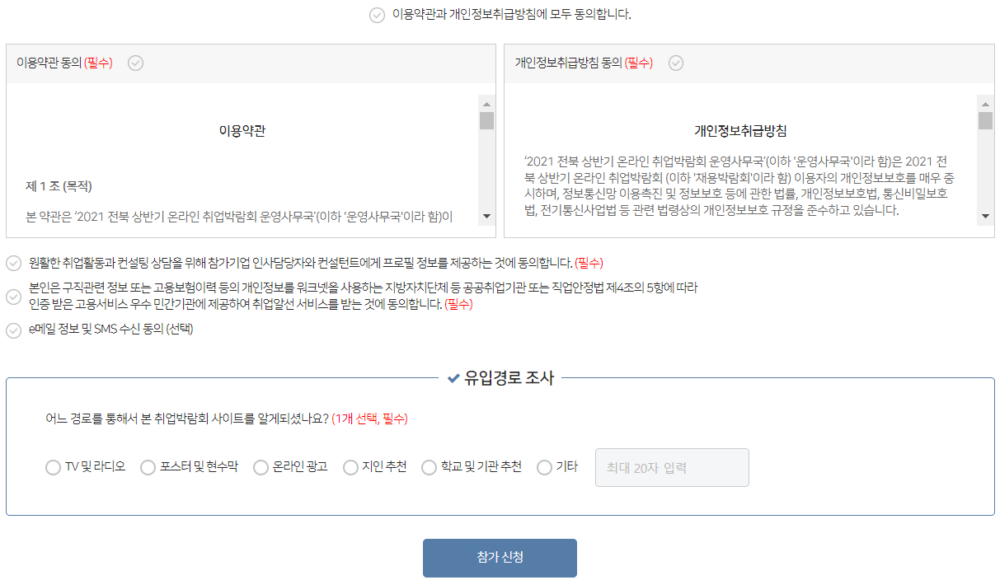 이용약관과 개인정보취급방침에 모두 동의합니다.
이용약관 동의 (필수)
이용약관
제 1 조 (목적)
본 약관은 ‘2021 전북 상반기 온라인 취업박람회 운영사무국’(이하 '운영사무국'이라 함)이
개인정보취급방침 동의 (필수)
개인정보취급방침
‘2021 전북 상반기 온라인 취업박람회 운영사무국’(이하 '운영사무국'이라 함)은 2021 전
북 상반기 온라인 취업박람회 (이하 '채용박람회'이라 함) 이용자의 개인정보보호를 매우 중
시하며, 정보통신망 이용촉진 및 정보보호 등에 관한 법률, 개인정보보호법, 통신비밀보호
법, 전기통신사업법 등 관련 법령상의 개인정보보호 규정을 준수하고 있습니다.
원활한 취업활동과 컨설팅 상담을 위해 참가기업 인사담당자와 컨설턴트에게 프로필 정보를 제공하는 것에 동의합니다. (필수)
본인은 구직관련 정보 또는 고용보험이력 등의 개인정보를 워크넷을 사용하는 지방자치단체 등 공공취업기관 또는 직업안정법 제4조의 5항에 따라
인증 받은 고용서비스 우수 민간기관에 제공하여 취업알선 서비스를 받는 것에 동의합니다. (필수)
e메일 정보 및 SMS 수신 동의 (선택)
유입경로 조사
어느 경로를 통해서 본 취업박람회 사이트를 알게되셨나요? (1개 선택, 필수)
TV 및 라디오 포스터 및 현수막 온라인 광고 지인 추천 학교 및 기관 추천 기타 최대 20자 입력
참가 신청